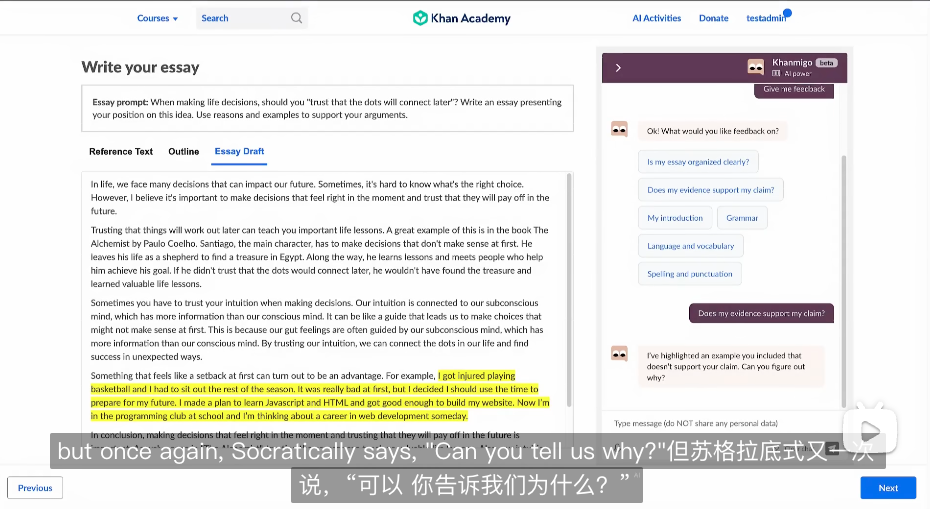 Courses
Search
Khan Academy
AI Activities
Donate
testadmin
Write your essay
Essay prompt: When making life decisions, should you "trust that the dots will connect later"? Write an essay presenting
your position on this idea. Use reasons and examples to support your arguments.
Reference Text
Outline
Essay Draft
In life, we face many decisions that can impact our future. Sometimes, it's hard to know what's the right choice.
However, I believe it's important to make decisions that feel right in the moment and trust that they will pay off in the
future.
Trusting that things will work out later can teach you important life lessons. A great example of this is in the book The
Alchemist by Paulo Coelho. Santiago, the main character, has to make decisions that don't make sense at first. He
leaves his life as a shepherd to find a treasure in Egypt. Along the way, he learns lessons and meets people who help
him achieve his goal. If he didn't trust that the dots would connect later, he wouldn't have found the treasure and
learned valuable life lessons.
Sometimes you have to trust your intuition when making decisions. Our intuition is connected to our subconscious
mind, which has more information than our conscious mind. It can be like a guide that leads us to make choices that
might not make sense at first. This is because our gut feelings are often guided by our subconscious mind, which has
more information than our conscious mind. By trusting our intuition, we can connect the dots in our life and find
success in unexpected ways.
Something that feels like a setback at first can turn out to be an advantage. For example, I got injured playing
basketball and I had to sit out the rest of the season. It was really bad at first, but I decided I should use the time to
prepare for my future. I made a plan to learn Javascript and HTML and got good enough to build my website. Now I'm
in the programming club at school and I'm thinking about a career in web development someday.
In conclusion, making decisions that feel right in the moment and trusting that they will pay off in the future is
Khanmigo beta
AI power
Give me feedback
Ok! What would you like feedback on?
Is my essay organized clearly?
Does my evidence support my claim?
My introduction
Grammar
Language and vocabulary
Spelling and punctuation
Does my evidence support my claim?
I've highlighted an example you included that
doesn't support your claim. Can you figure out
why?
Type message (do NOT share any personal data)
but once again, Socratically says, "Can you tell us why?"但苏格拉底式又一次
说，“可以 你告诉我们为什么？”
AI
Previous
Next